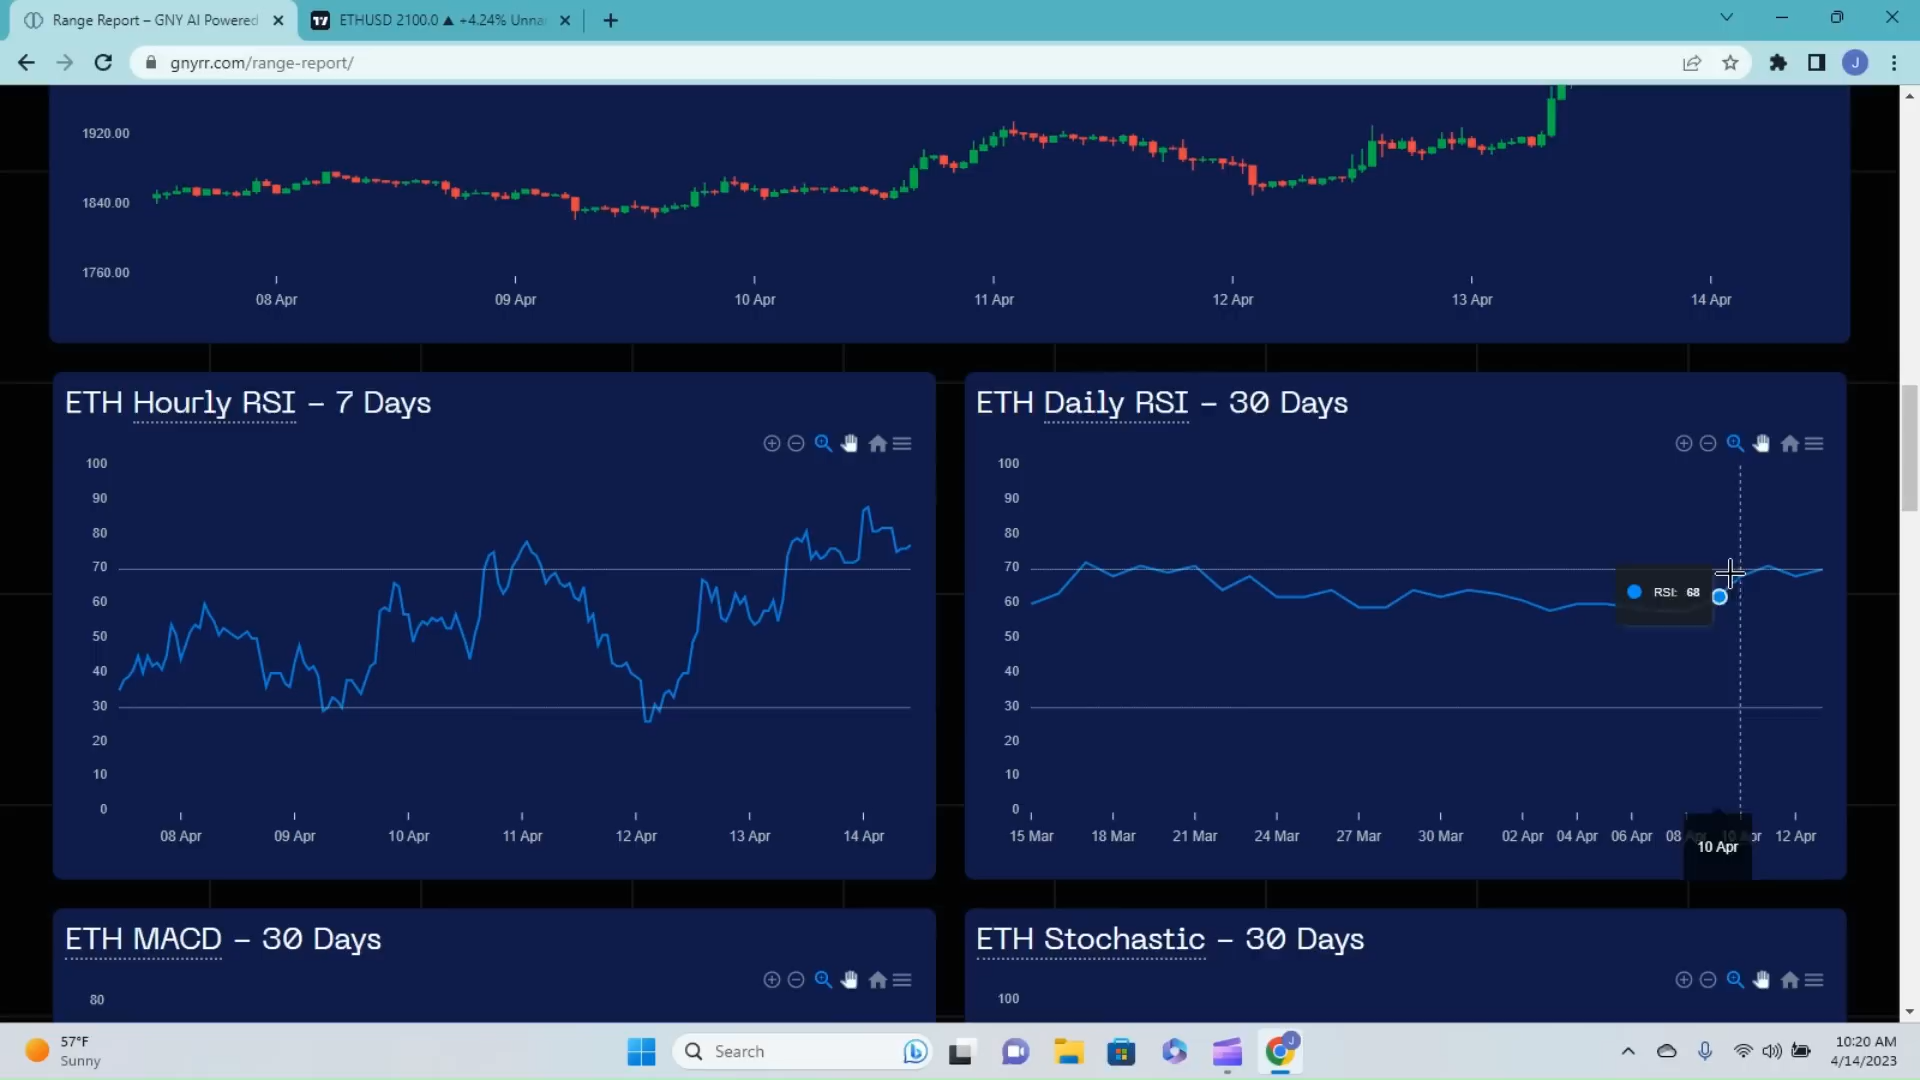 Range Report – GNY AI Powered
ETHUSD 2100.0 ▲ +4.24% Unna
gnyrr.com/range-report/
J
1920.00
1840.00
1760.00
08 Apr 09 Apr 10 Apr 11 Apr 12 Apr 13 Apr 14 Apr
ETH Hourly RSI – 7 Days
100
90
80
70
60
50
40
30
20
10
0
08 Apr 09 Apr 10 Apr 11 Apr 12 Apr 13 Apr 14 Apr
ETH Daily RSI – 30 Days
100
90
80
70
60
50
40
30
20
10
0
RSI: 68
15 Mar 18 Mar 21 Mar 24 Mar 27 Mar 30 Mar 02 Apr 04 Apr 06 Apr 08 Apr 10 Apr 12 Apr
10 Apr
ETH MACD – 30 Days
80
ETH Stochastic – 30 Days
100
57°F
Sunny
Search
J
10:20 AM
4/14/2023